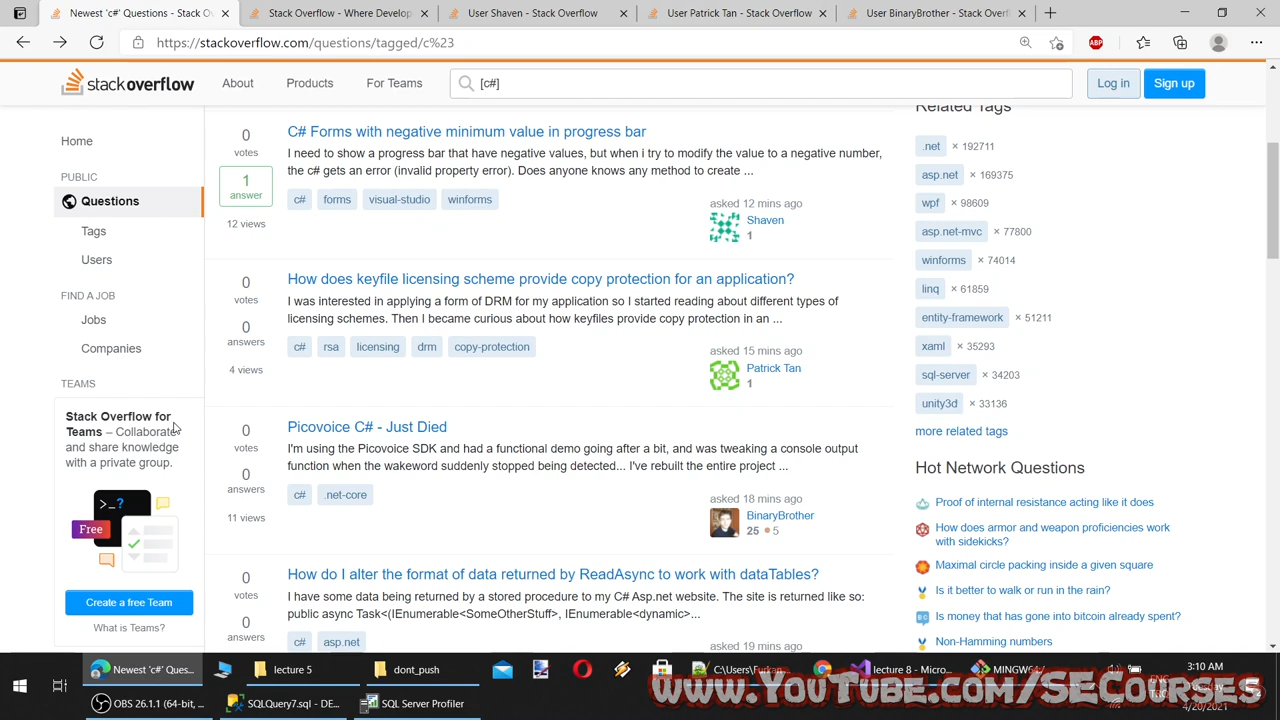 Newest 'c#' Questions - Stack O
Stack Overflow - Where Develop
User Shaven - Stack Overflow
User Patrick Tan - Stack Overflow
User BinaryBrother - Stack Overf
https://stackoverflow.com/questions/tagged/c%23
ABP
stackoverflow
About
Products
For Teams
[c#]
Log in
Sign up
Home
PUBLIC
Questions
Tags
Users
FIND A JOB
Jobs
Companies
TEAMS
Stack Overflow for
Teams – Collaborate
and share knowledge
with a private group.
>_?
Free
Create a free Team
What is Teams?
0
votes
1
answer
12 views
C# Forms with negative minimum value in progress bar
I need to show a progress bar that have negative values, but when i try to modify the value to a negative number,
the c# gets an error (invalid property error). Does anyone knows any method to create ...
c# forms visual-studio winforms
asked 12 mins ago
Shaven
1
0
votes
0
answers
4 views
How does keyfile licensing scheme provide copy protection for an application?
I was interested in applying a form of DRM for my application so I started reading about different types of
licensing schemes. Then I became curious about how keyfiles provide copy protection in an ...
c# rsa licensing drm copy-protection
asked 15 mins ago
Patrick Tan
1
0
votes
0
answers
11 views
Picovoice C# - Just Died
I'm using the Picovoice SDK and had a functional demo going after a bit, and was tweaking a console output
function when the wakeword suddenly stopped being detected... I've rebuilt the entire project ...
c# .net-core
asked 18 mins ago
BinaryBrother
25 5
0
votes
0
answers
How do I alter the format of data returned by ReadAsync to work with dataTables?
I have some data being returned by a stored procedure to my C# Asp.net website. The site is returned like so:
public async Task<(IEnumerable<SomeOtherStuff>, IEnumerable<dynamic>...
c# asp.net
asked 19 mins ago
Related Tags
.net × 192711
asp.net × 169375
wpf × 98609
asp.net-mvc × 77800
winforms × 74014
linq × 61859
entity-framework × 51211
xaml × 35293
sql-server × 34203
unity3d × 33136
more related tags
Hot Network Questions
Proof of internal resistance acting like it does
How does armor and weapon proficiencies work
with sidekicks?
Maximal circle packing inside a given square
Is it better to walk or run in the rain?
Is money that has gone into bitcoin already spent?
Non-Hamming numbers
Newest 'c#' Ques...
lecture 5
dont_push
C:\Users\Furkan...
lecture 8 - Micro...
MINGW64:/
3:10 AM
ENG
4/20/2021
OBS 26.1.1 (64-bit, ...
SQLQuery7.sql - DE...
SQL Server Profiler
www.YouTube.com/SECourses